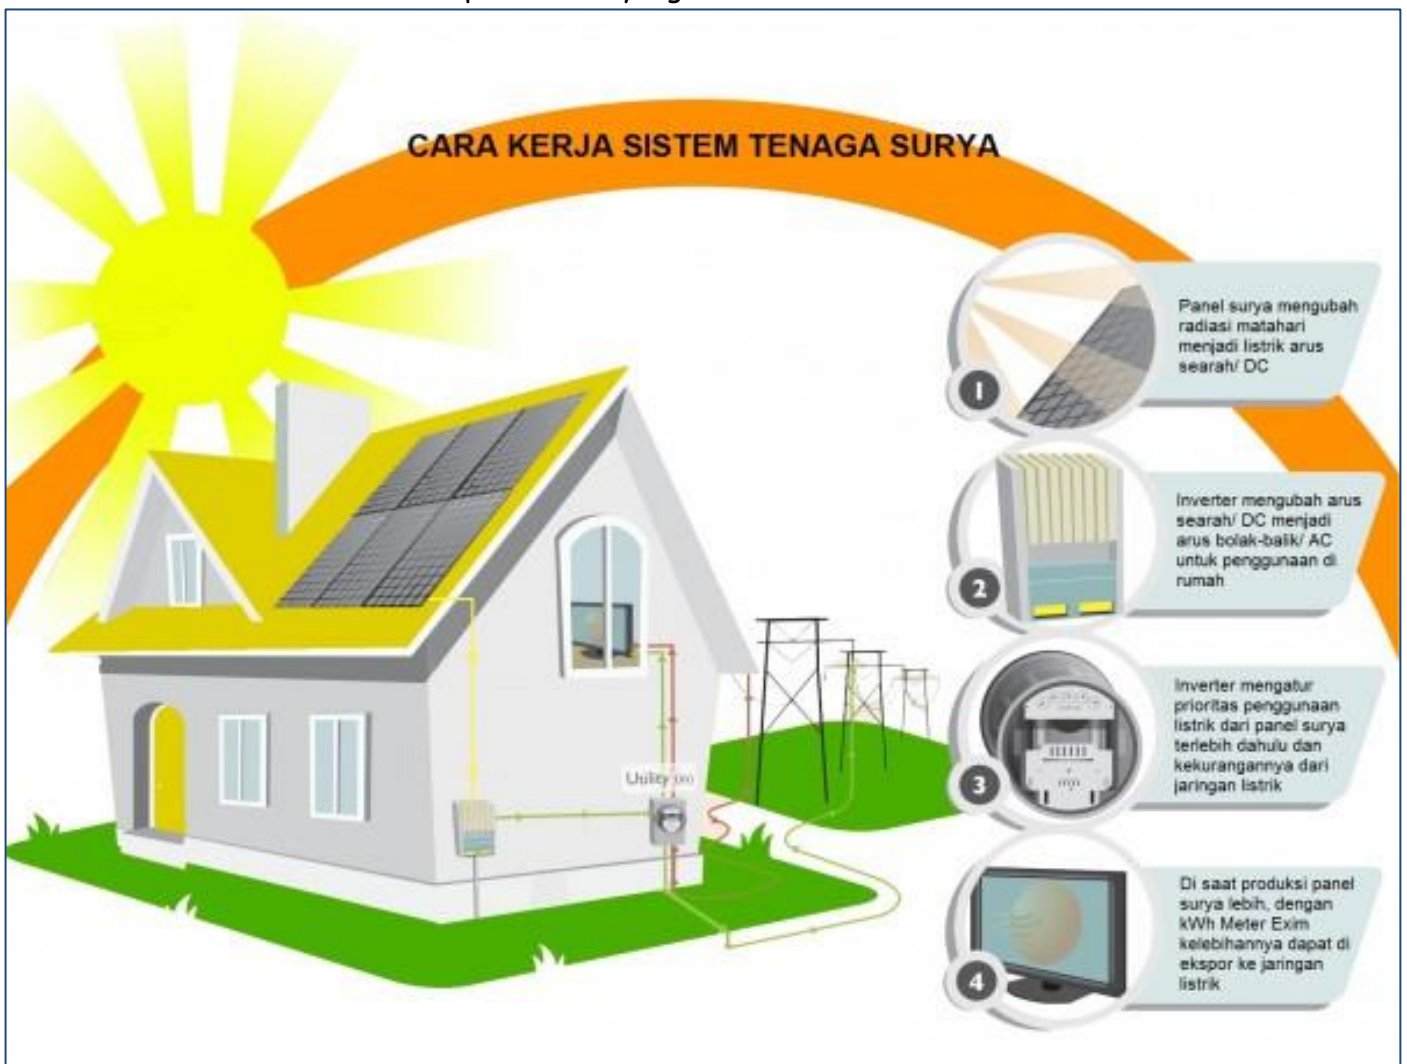 CARA KERJA SISTEM TENAGA SURYA
Panel surya mengubah
radiasi matahari
menjadi listrik arus
searah/ DC
1
Inverter mengubah arus
searah/ DC menjadi
arus bolak-balik/ AC
untuk penggunaan di
rumah
2
Inverter mengatur
prioritas penggunaan
listrik dari panel surya
terlebih dahulu dan
kekurangannya dari
jaringan listrik
3
Utility
Di saat produksi panel
surya lebih, dengan
kWh Meter Exim
kelebihannya dapat di
ekspor ke jaringan
listrik
4